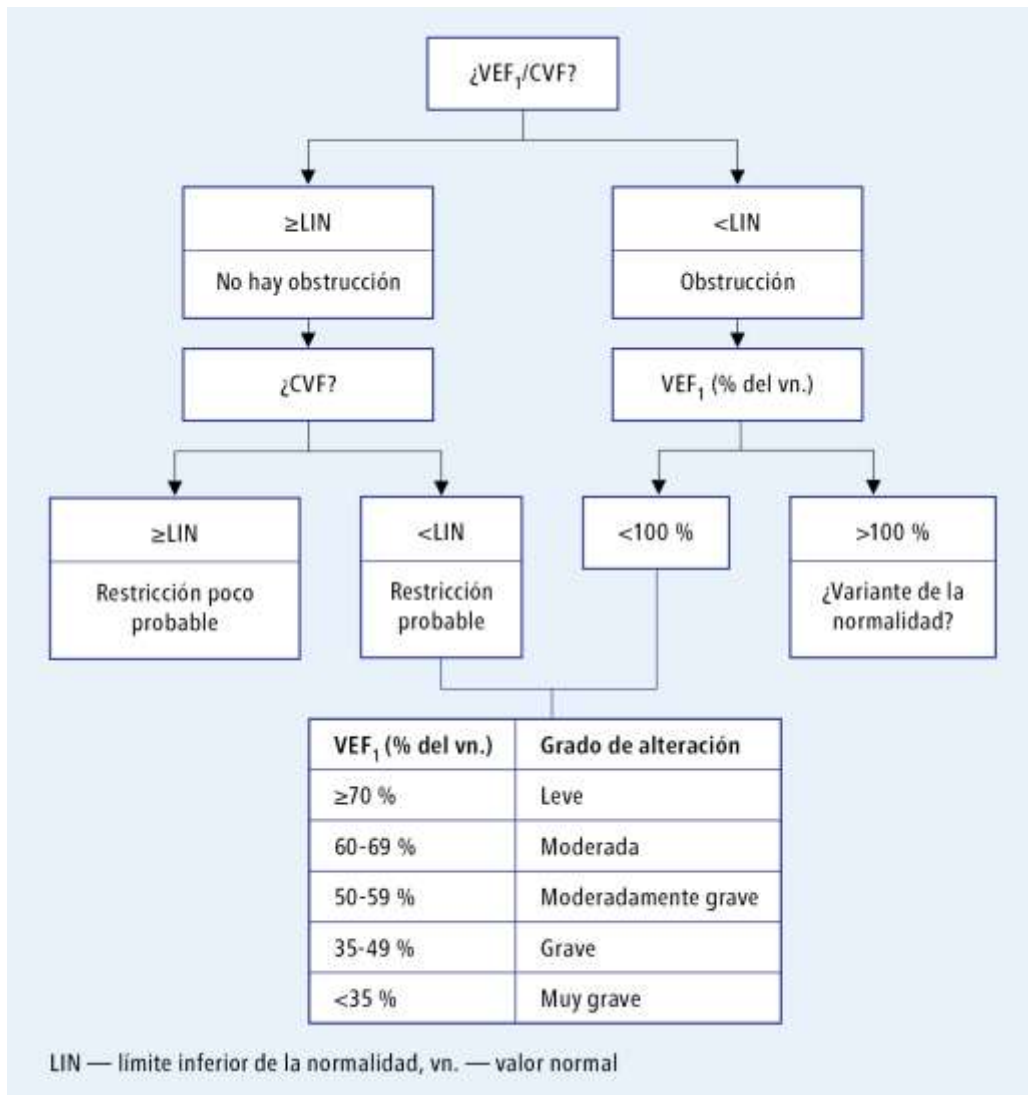 ¿VEF₁/CVF?
≥LIN
No hay obstrucción
<LIN
Obstrucción
¿CVF?
VEF₁ (% del vn.)
≥LIN
Restricción poco
probable
<LIN
Restricción
probable
<100 %
>100 %
¿Variante de la
normalidad?
VEF₁ (% del vn.) Grado de alteración
≥70 % Leve
60-69 % Moderada
50-59 % Moderadamente grave
35-49 % Grave
<35 % Muy grave
LIN — límite inferior de la normalidad, vn. — valor normal